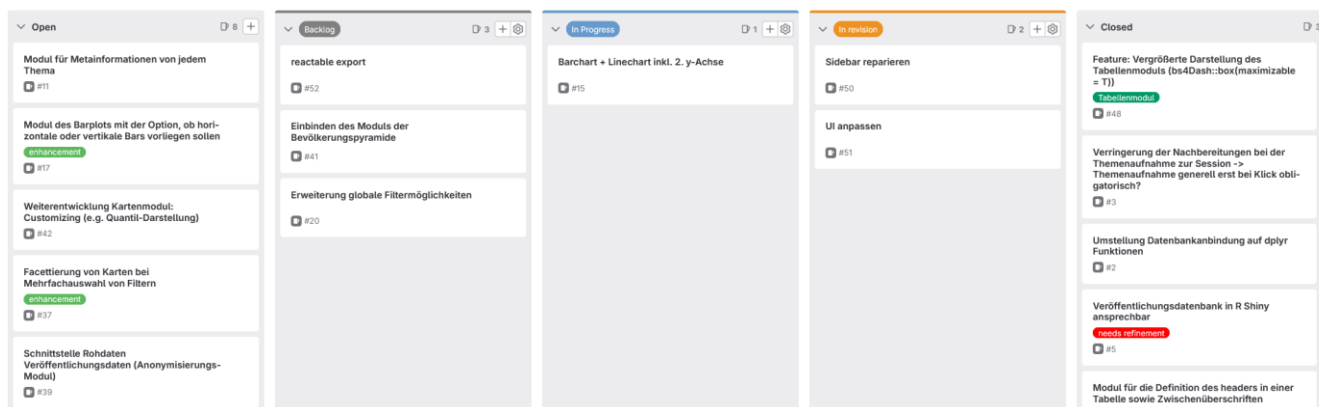 Open
8
Modul für Metainformationen von jedem
Thema
#11
Modul des Barplots mit der Option, ob hori-
zontale oder vertikale Bars vorliegen sollen
enhancement
#17
Weiterentwicklung Kartenmodul:
Customizing (e.g. Quantil-Darstellung)
#42
Facettierung von Karten bei
Mehrfachauswahl von Filtern
enhancement
#37
Schnittstelle Rohdaten
Veröffentlichungsdaten (Anonymisierungs-
Modul)
#39
Backlog
3
reactable export
#52
Einbinden des Moduls der
Bevölkerungspyramide
#41
Erweiterung globale Filtermöglichkeiten
#20
In Progress
1
Barchart + Linechart inkl. 2. y-Achse
#15
In revision
2
Sidebar reparieren
#50
UI anpassen
#51
Closed
Feature: Vergrößerte Darstellung des
Tabellenmoduls (bs4Dash::box(maximizable
= T))
Tabellenmodul
#48
Verringerung der Nachbereitungen bei der
Themenaufnahme zur Session ->
Themenaufnahme generell erst bei Klick obli-
gatorisch?
#3
Umstellung Datenbankanbindung auf dplyr
Funktionen
#2
Veröffentlichungsdatenbank in R Shiny
ansprechbar
needs refinement
#5
Modul für die Definition des headers in einer
Tabelle sowie Zwischenüberschriften